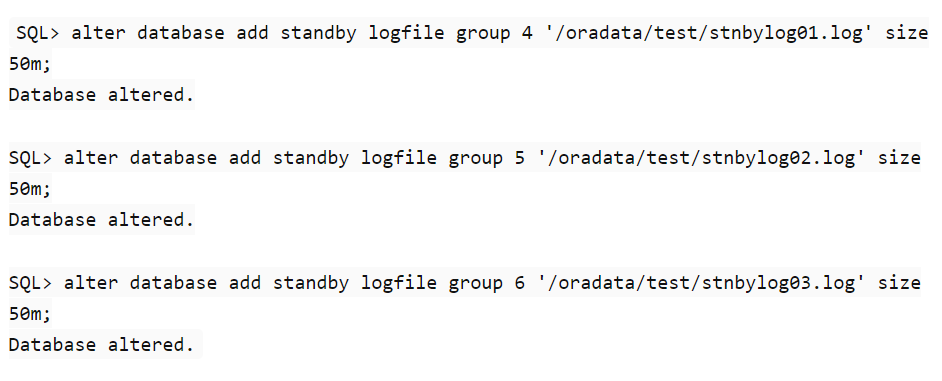 SQL> alter database add standby logfile group 4 '/oradata/test/stnbylog01.log' size
50m;
Database altered.
SQL> alter database add standby logfile group 5 '/oradata/test/stnbylog02.log' size
50m;
Database altered.
SQL> alter database add standby logfile group 6 '/oradata/test/stnbylog03.log' size
50m;
Database altered.